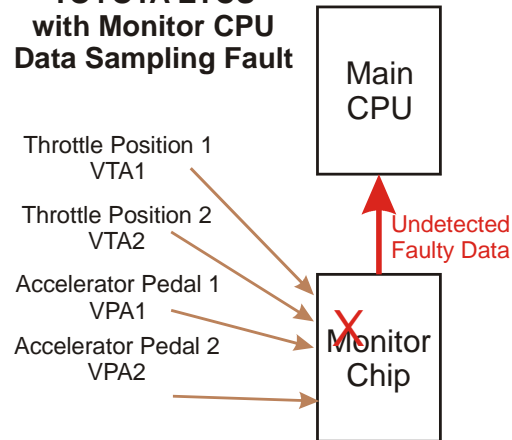 with Monitor CPU
Data Sampling Fault
Main
CPU
Throttle Position 1
VTA1
Throttle Position 2
VTA2
Accelerator Pedal 1
VPA1
Accelerator Pedal 2
VPA2
Undetected
Faulty Data
X
Monitor
Chip